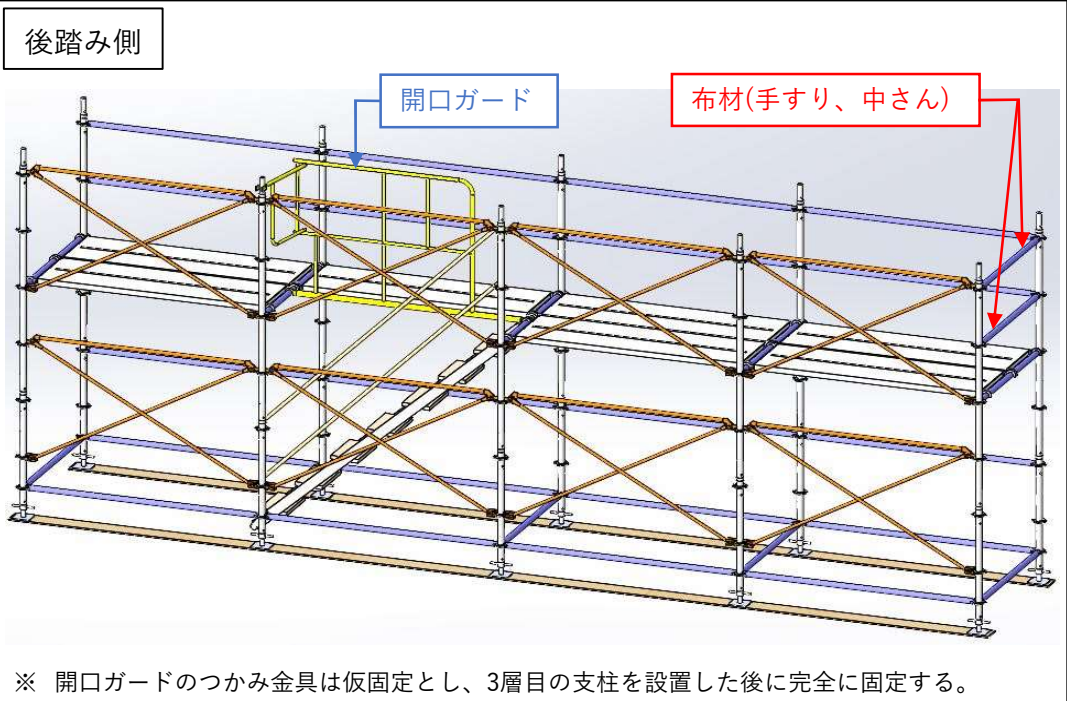 後踏み側
開口ガード
布材(手すり、中さん)
※ 開口ガードのつかみ金具は仮固定とし、3層目の支柱を設置した後に完全に固定する。